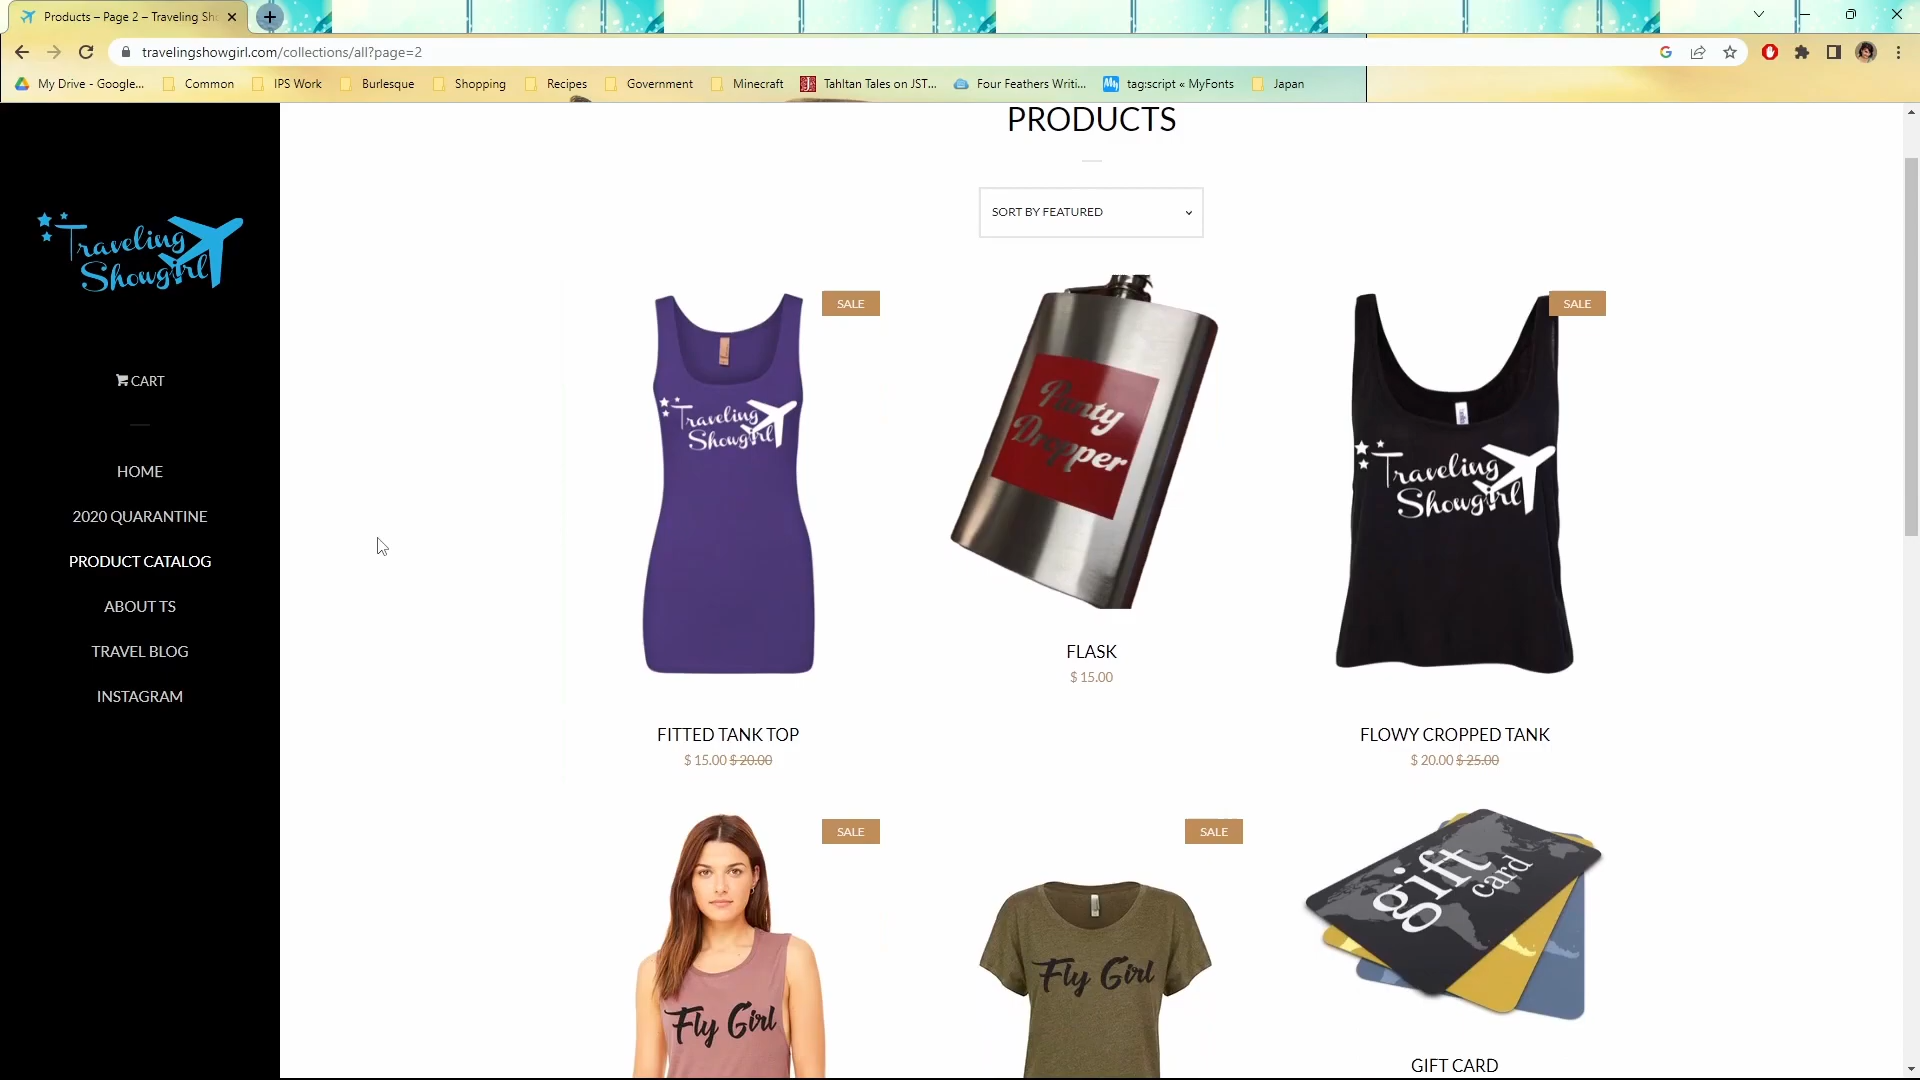 Products – Page 2 – Traveling Sh
travelingshowgirl.com/collections/all?page=2
My Drive - Google...
Common
IPS Work
Burlesque
Shopping
Recipes
Government
Minecraft
Tahltan Tales on JST...
Four Feathers Writi...
tag:script « MyFonts
Japan
Traveling
Showgirl
CART
HOME
2020 QUARANTINE
PRODUCT CATALOG
ABOUT TS
TRAVEL BLOG
INSTAGRAM
PRODUCTS
SORT BY FEATURED
SALE
Traveling
Showgirl
FITTED TANK TOP
$ 15.00 $ 20.00
Panty
Dropper
FLASK
$ 15.00
SALE
Traveling
Showgirl
FLOWY CROPPED TANK
$ 20.00 $ 25.00
SALE
Fly Girl
SALE
Fly Girl
gift
card
GIFT CARD